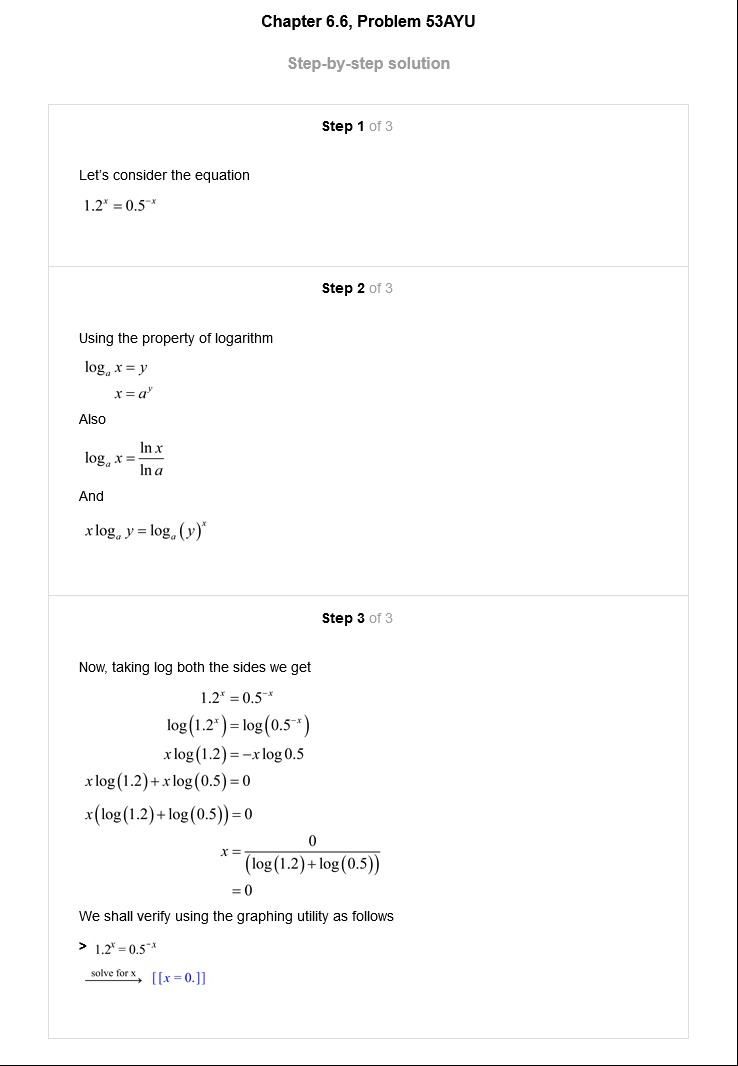 Chapter 6.6, Problem 53AYU
Step-by-step solution
Step 1 of 3
Let's consider the equation
1.2^x = 0.5^{-x}
Step 2 of 3
Using the property of logarithm
log_a x = y
x = a^y
Also
log_a x = \frac{ln x}{ln a}
And
x log_a y = log_a (y)^x
Step 3 of 3
Now, taking log both the sides we get
1.2^x = 0.5^{-x}
log(1.2^x) = log(0.5^{-x})
x log(1.2) = -x log 0.5
x log(1.2) + x log(0.5) = 0
x(log(1.2) + log(0.5)) = 0
x = \frac{0}{(log(1.2) + log(0.5))}
= 0
We shall verify using the graphing utility as follows
> 1.2^x = 0.5^{-x}
\xrightarrow{solve for x} [[x = 0.]]